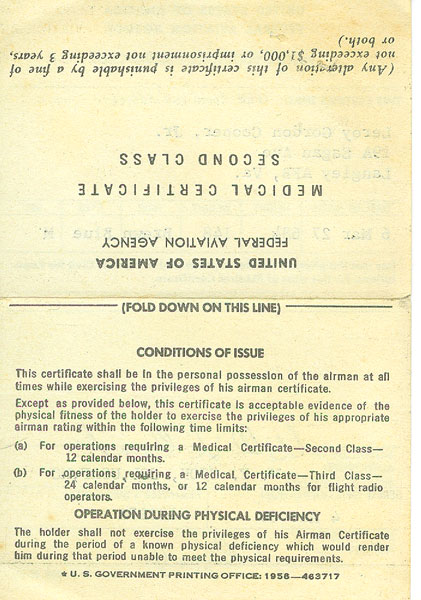 UNITED STATES OF AMERICA
FEDERAL AVIATION AGENCY
MEDICAL CERTIFICATE
SECOND CLASS
(Any alteration of this certificate is punishable by a fine of
not exceeding $1,000, or imprisonment not exceeding 3 years,
or both.)
Leroy Gordon Cooper, Jr.
Langley AFB, Va.
6 Mar 27 Brown Blue M
(FOLD DOWN ON THIS LINE)
CONDITIONS OF ISSUE
This certificate shall be in the personal possession of the airman at all
times while exercising the privileges of his airman certificate.
Except as provided below, this certificate is acceptable evidence of the
physical fitness of the holder to exercise the privileges of his appropriate
airman rating within the following time limits:
(a) For operations requiring a Medical Certificate—Second Class—
12 calendar months.
(b) For operations requiring a Medical Certificate—Third Class—
24 calendar months, or 12 calendar months for flight radio
operators.
OPERATION DURING PHYSICAL DEFICIENCY
The holder shall not exercise the privileges of his Airman Certificate
during the period of a known physical deficiency which would render
him during that period unable to meet the physical requirements.
★ U. S. GOVERNMENT PRINTING OFFICE: 1958—463717